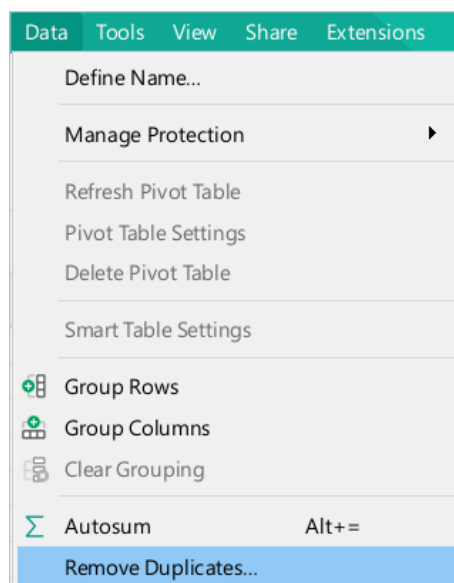 Data Tools View Share Extensions
Define Name...
Manage Protection
Refresh Pivot Table
Pivot Table Settings
Delete Pivot Table
Smart Table Settings
Group Rows
Group Columns
Clear Grouping
Autosum Alt+=
Remove Duplicates...